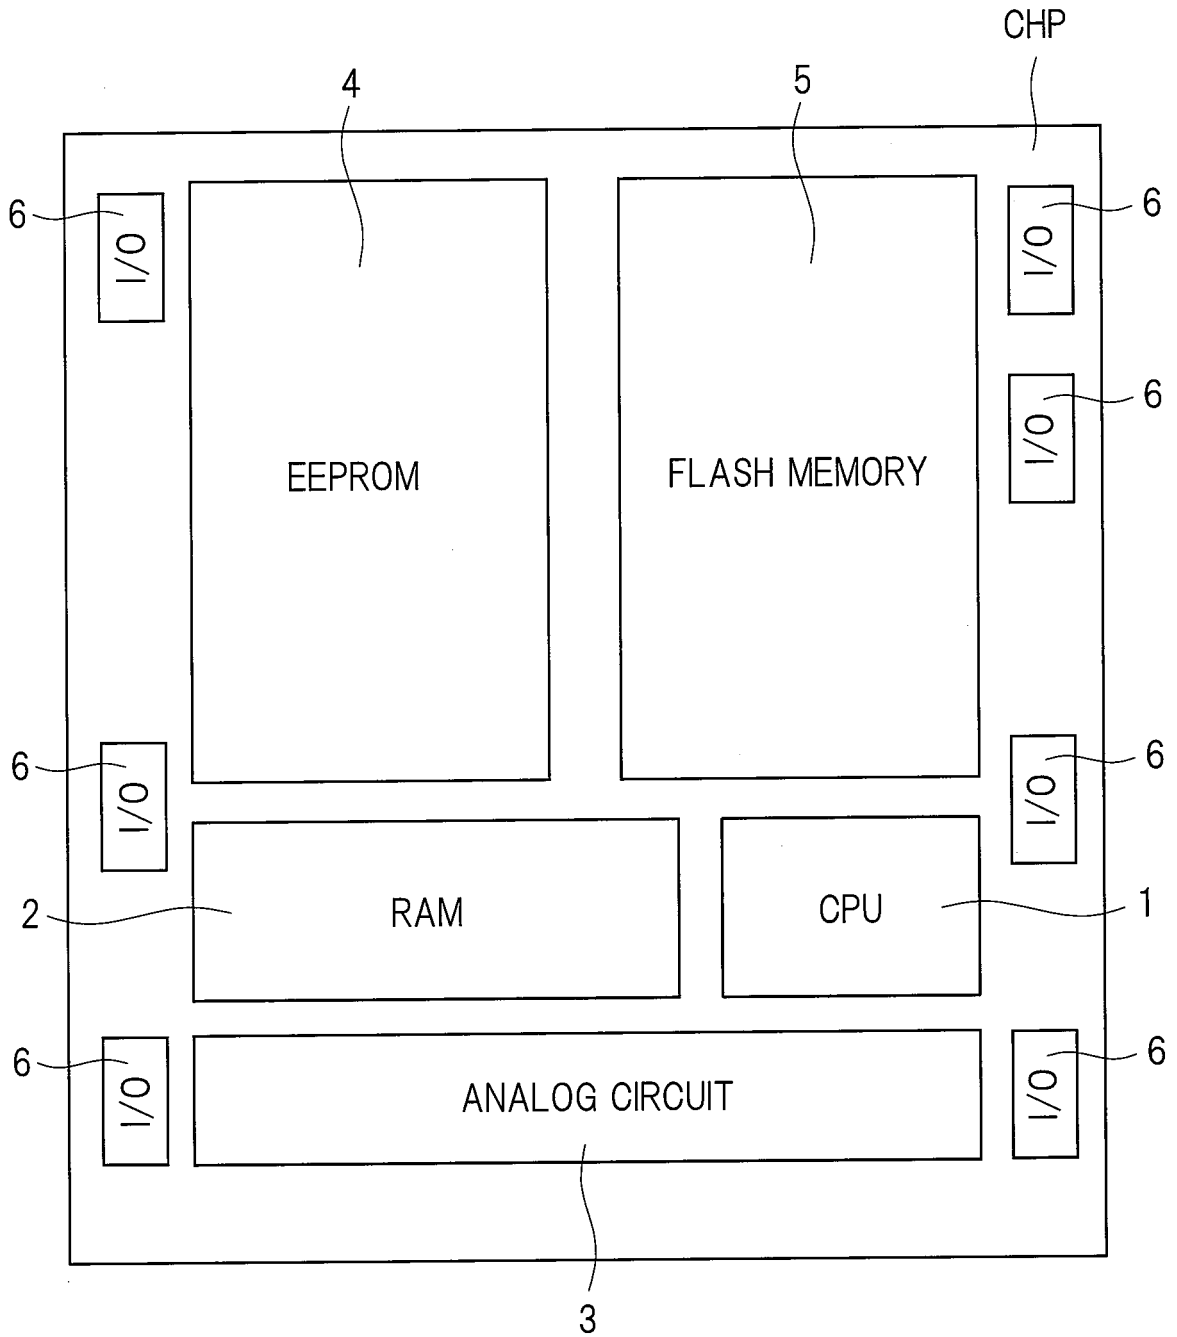 CHP
4
5
6
I/O
I/O
6
I/O
6
EEPROM
FLASH MEMORY
6
I/O
I/O
6
2
RAM
CPU
1
6
I/O
ANALOG CIRCUIT
I/O
6
3